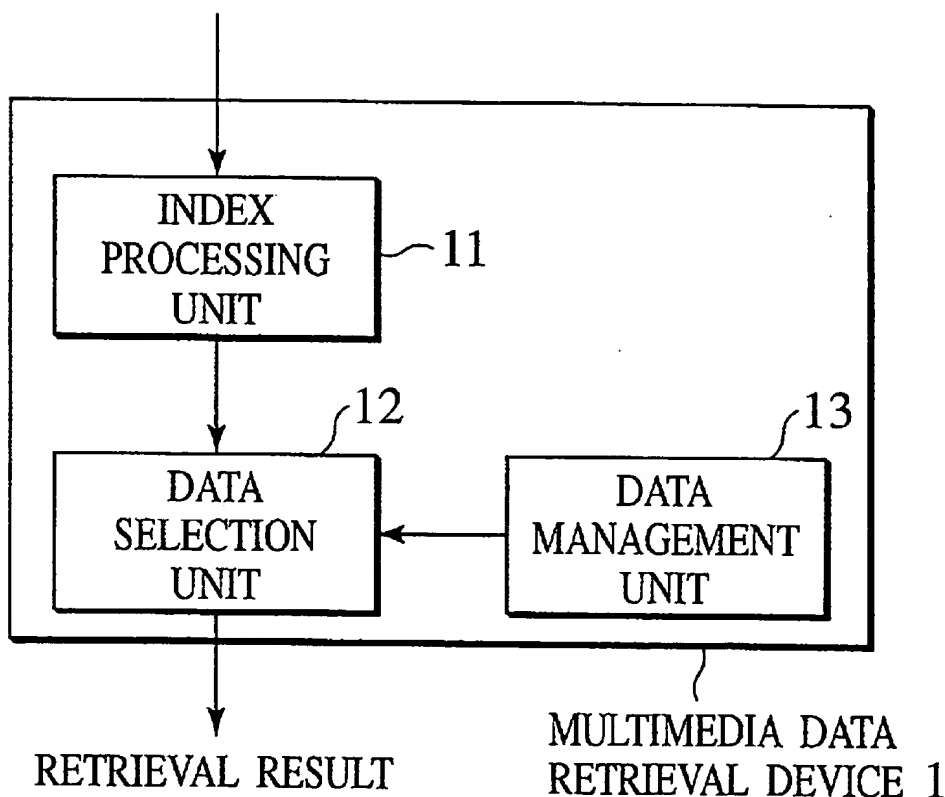 INDEX
PROCESSING
UNIT
11
12
13
DATA
SELECTION
UNIT
DATA
MANAGEMENT
UNIT
RETRIEVAL RESULT
MULTIMEDIA DATA
RETRIEVAL DEVICE 1